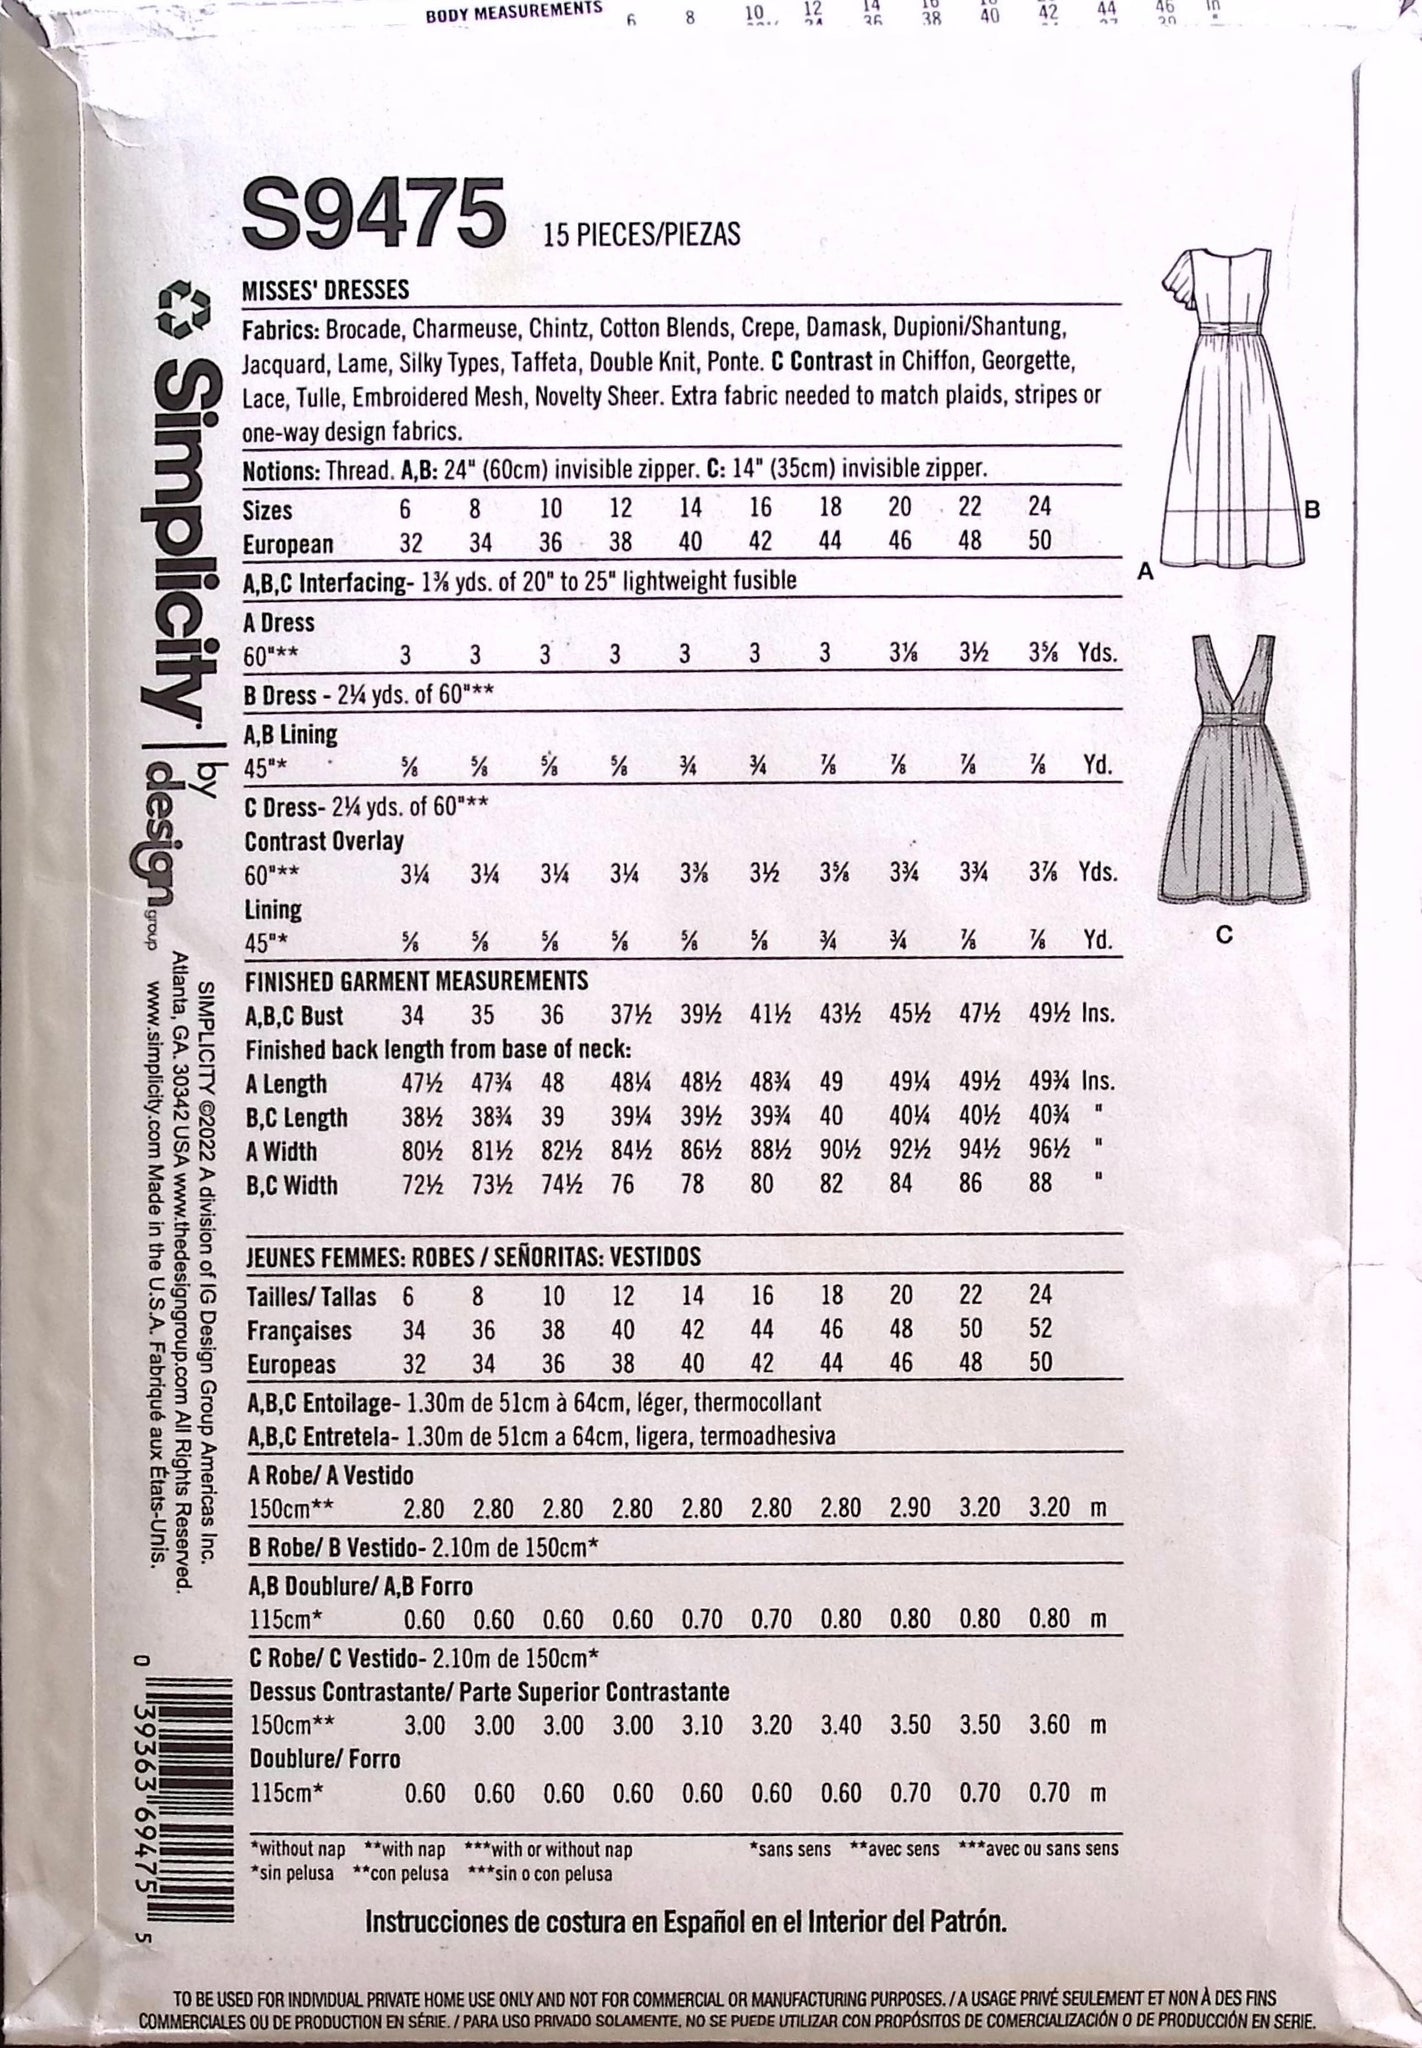 BODY MEASUREMENTS 6 8 10 12 14 16 38 40 42 44 46 In
S9475 15 PIECES/PIEZAS
MISSES' DRESSES
Fabrics: Brocade, Charmeuse, Chintz, Cotton Blends, Crepe, Damask, Dupioni/Shantung,
Jacquard, Lame, Silky Types, Taffeta, Double Knit, Ponte. C Contrast in Chiffon, Georgette,
Lace, Tulle, Embroidered Mesh, Novelty Sheer. Extra fabric needed to match plaids, stripes or
one-way design fabrics.
Notions: Thread. A,B: 24" (60cm) invisible zipper. C: 14" (35cm) invisible zipper.
Sizes 6 8 10 12 14 16 18 20 22 24
European 32 34 36 38 40 42 44 46 48 50
A,B,C Interfacing- 1⅜ yds. of 20" to 25" lightweight fusible
A Dress
60"** 3 3 3 3 3 3 3 3⅛ 3½ 3⅝ Yds.
B Dress - 2¼ yds. of 60"**
A,B Lining
45"* ⅝ ⅝ ⅝ ⅝ ¾ ¾ ⅞ ⅞ ⅞ ⅞ Yd.
C Dress- 2¼ yds. of 60"**
Contrast Overlay
60"** 3¼ 3¼ 3¼ 3¼ 3⅜ 3½ 3⅝ 3¾ 3¾ 3⅞ Yds.
Lining
45"* ⅝ ⅝ ⅝ ⅝ ⅝ ⅝ ¾ ¾ ⅞ ⅞ Yd.
FINISHED GARMENT MEASUREMENTS
A,B,C Bust 34 35 36 37½ 39½ 41½ 43½ 45½ 47½ 49½ Ins.
Finished back length from base of neck:
A Length 47½ 47¾ 48 48¼ 48½ 48¾ 49 49¼ 49½ 49¾ Ins.
B,C Length 38½ 38¾ 39 39¼ 39½ 39¾ 40 40¼ 40½ 40¾ "
A Width 80½ 81½ 82½ 84½ 86½ 88½ 90½ 92½ 94½ 96½ "
B,C Width 72½ 73½ 74½ 76 78 80 82 84 86 88 "
JEUNES FEMMES: ROBES / SEÑORITAS: VESTIDOS
Tailles/ Tallas 6 8 10 12 14 16 18 20 22 24
Françaises 34 36 38 40 42 44 46 48 50 52
Europeas 32 34 36 38 40 42 44 46 48 50
A,B,C Entoilage- 1.30m de 51cm à 64cm, léger, thermocollant
A,B,C Entretela- 1.30m de 51cm a 64cm, ligera, termoadhesiva
A Robe/ A Vestido
150cm** 2.80 2.80 2.80 2.80 2.80 2.80 2.80 2.90 3.20 3.20 m
B Robe/ B Vestido- 2.10m de 150cm*
A,B Doublure/ A,B Forro
115cm* 0.60 0.60 0.60 0.60 0.70 0.70 0.80 0.80 0.80 0.80 m
C Robe/ C Vestido- 2.10m de 150cm*
Dessus Contrastante/ Parte Superior Contrastante
150cm** 3.00 3.00 3.00 3.00 3.10 3.20 3.40 3.50 3.50 3.60 m
Doublure/ Forro
115cm* 0.60 0.60 0.60 0.60 0.60 0.60 0.60 0.70 0.70 0.70 m
*without nap **with nap ***with or without nap *sans sens **avec sens ***avec ou sans sens
*sin pelusa **con pelusa ***sin o con pelusa
Instrucciones de costura en Español en el Interior del Patrón.
TO BE USED FOR INDIVIDUAL PRIVATE HOME USE ONLY AND NOT FOR COMMERCIAL OR MANUFACTURING PURPOSES. / A USAGE PRIVÉ SEULEMENT ET NON À DES FINS
COMMERCIALES OU DE PRODUCTION EN SÉRIE. / PARA USO PRIVADO SOLAMENTE. NO SE PUEDE UTILIZAR CON PROPÓSITOS DE COMERCIALIZACIÓN O DE PRODUCCIÓN EN SERIE.
Simplicity by
design group
SIMPLICITY ©2022 A division of IG Design Group Americas Inc.
Atlanta, GA. 30342 USA www.thedesigngroup.com All Rights Reserved.
www.simplicity.com Made in the U.S.A. Fabriqué aux États-Unis.
0 39363 69475 5
A
B
C